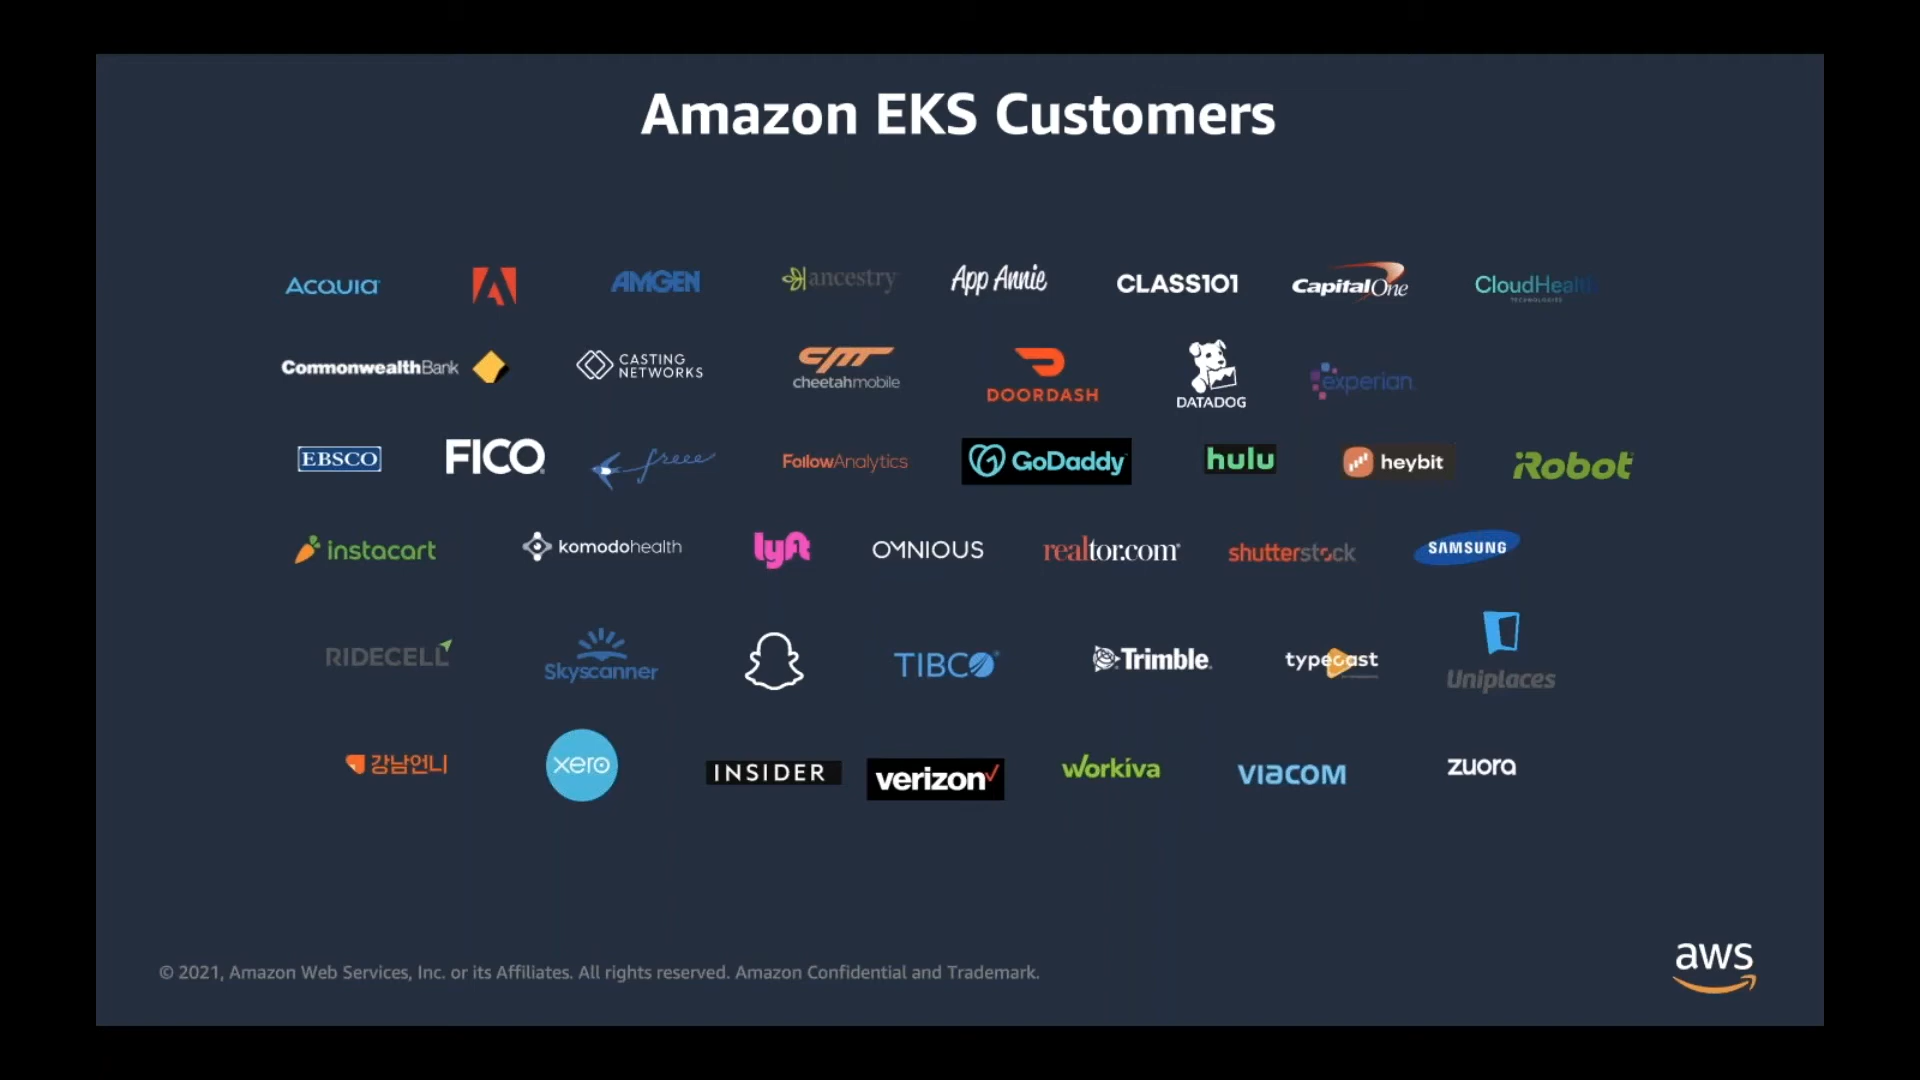 Amazon EKS Customers
ACQUIA AMGEN ancestry App Annie CLASS101 CapitalOne CloudHealth
TECHNOLOGIES
CommonwealthBank CASTING NETWORKS cheetahmobile DOORDASH DATADOG experian
EBSCO FICO freee FollowAnalytics GoDaddy hulu heybit iRobot
instacart komodohealth lyft OMNIOUS realtor.com® shutterstock SAMSUNG
RIDECELL Skyscanner TIBCO® Trimble. typecast Uniplaces
강남언니 xero INSIDER verizon✓ workiva VIACOM zuora
© 2021, Amazon Web Services, Inc. or its Affiliates. All rights reserved. Amazon Confidential and Trademark.
aws